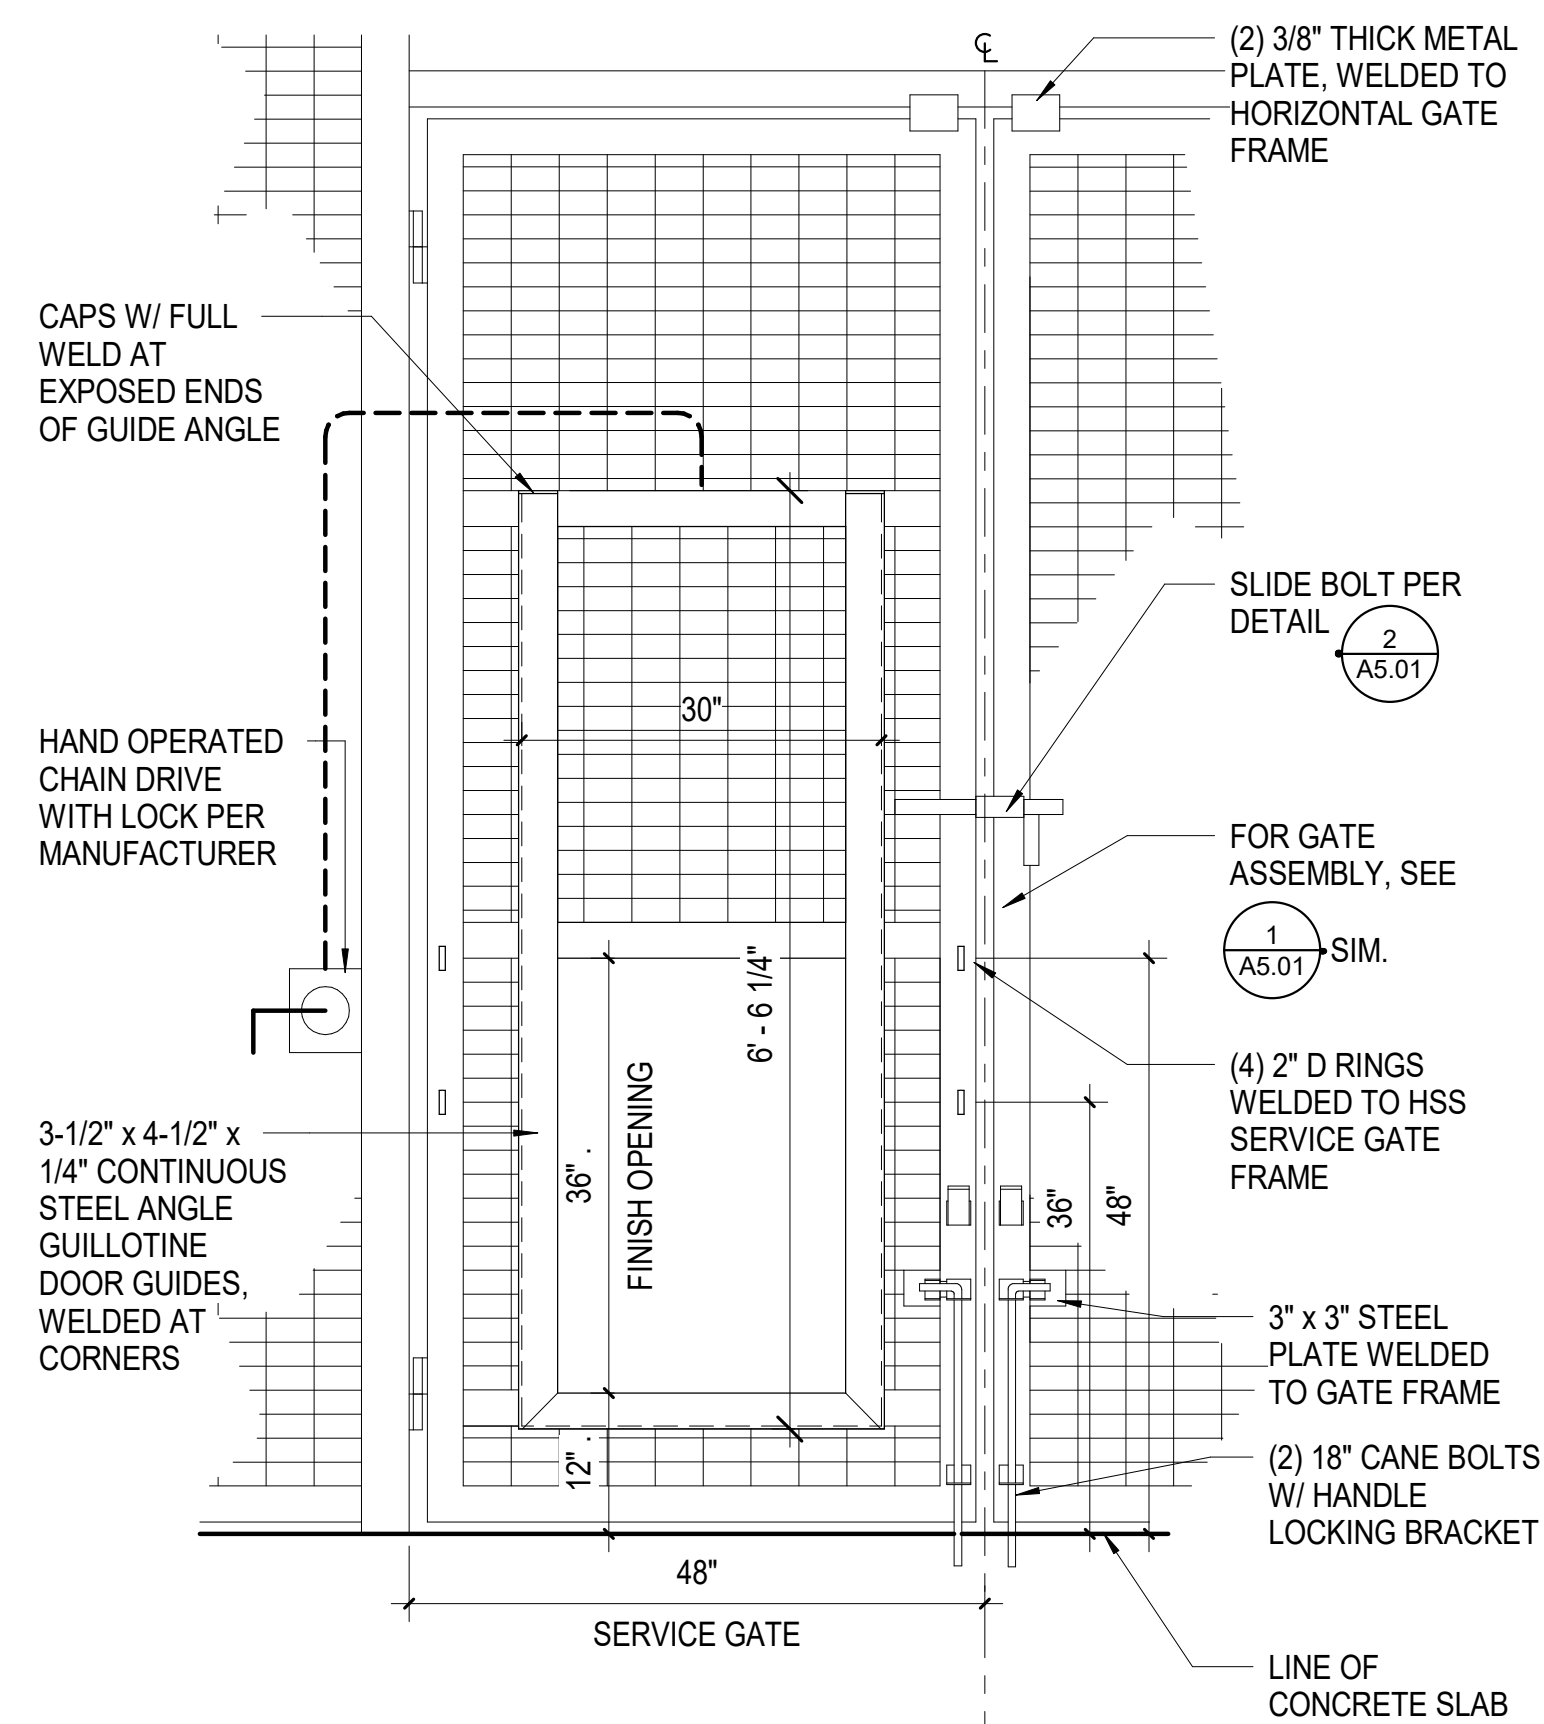 ℄
(2) 3/8" THICK METAL
PLATE, WELDED TO
HORIZONTAL GATE
FRAME
CAPS W/ FULL
WELD AT
EXPOSED ENDS
OF GUIDE ANGLE
SLIDE BOLT PER
DETAIL
2
A5.01
30"
HAND OPERATED
CHAIN DRIVE
WITH LOCK PER
MANUFACTURER
FOR GATE
ASSEMBLY, SEE
1
A5.01
SIM.
6' - 6 1/4"
36" .
FINISH OPENING
(4) 2" D RINGS
WELDED TO HSS
SERVICE GATE
FRAME
3-1/2" x 4-1/2" x
1/4" CONTINUOUS
STEEL ANGLE
GUILLOTINE
DOOR GUIDES,
WELDED AT
CORNERS
36"
48"
3" x 3" STEEL
PLATE WELDED
TO GATE FRAME
12" .
(2) 18" CANE BOLTS
W/ HANDLE
LOCKING BRACKET
48"
SERVICE GATE
LINE OF
CONCRETE SLAB